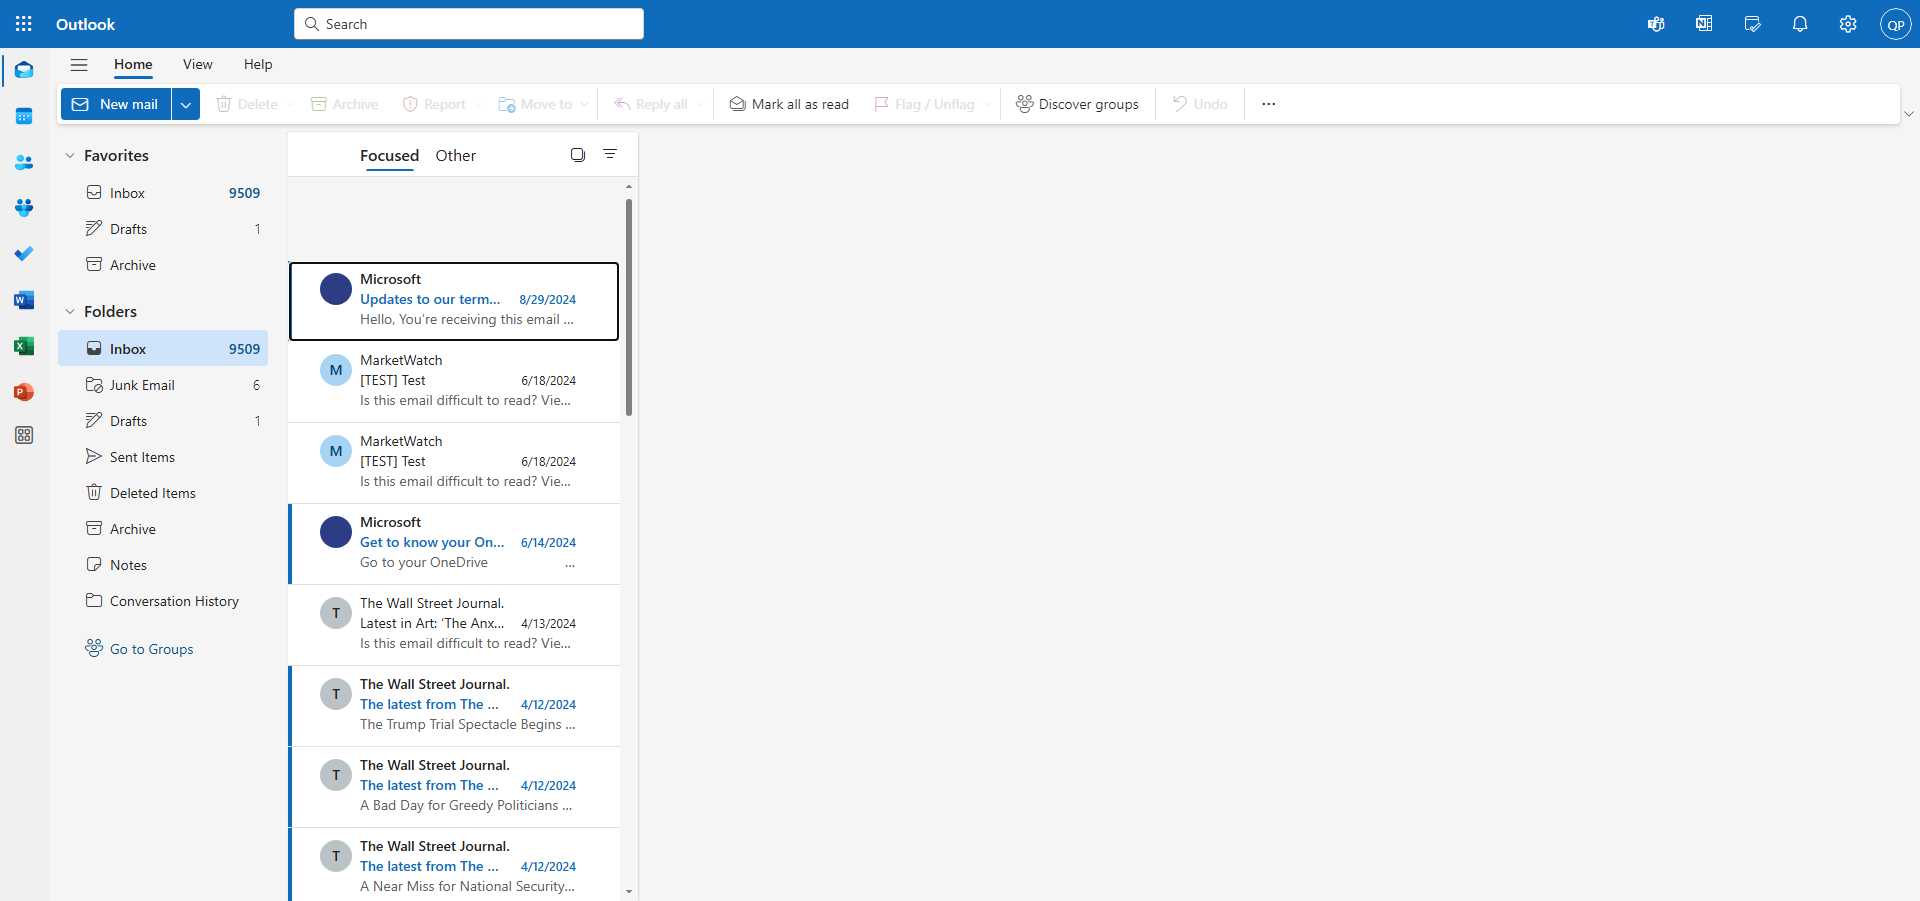 Outlook
Search
QP
Home
View
Help
New mail
Delete
Archive
Report
Move to
Reply all
Mark all as read
Flag / Unflag
Discover groups
Undo
Favorites
Inbox 9509
Drafts 1
Archive
Folders
Inbox 9509
Junk Email 6
Drafts 1
Sent Items
Deleted Items
Archive
Notes
Conversation History
Go to Groups
Focused
Other
Microsoft
Updates to our term... 8/29/2024
Hello, You're receiving this email ...
M
MarketWatch
[TEST] Test 6/18/2024
Is this email difficult to read? Vie...
M
MarketWatch
[TEST] Test 6/18/2024
Is this email difficult to read? Vie...
Microsoft
Get to know your On... 6/14/2024
Go to your OneDrive ...
T
The Wall Street Journal.
Latest in Art: ‘The Anx... 4/13/2024
Is this email difficult to read? Vie...
T
The Wall Street Journal.
The latest from The ... 4/12/2024
The Trump Trial Spectacle Begins ...
T
The Wall Street Journal.
The latest from The ... 4/12/2024
A Bad Day for Greedy Politicians ...
T
The Wall Street Journal.
The latest from The ... 4/12/2024
A Near Miss for National Security...